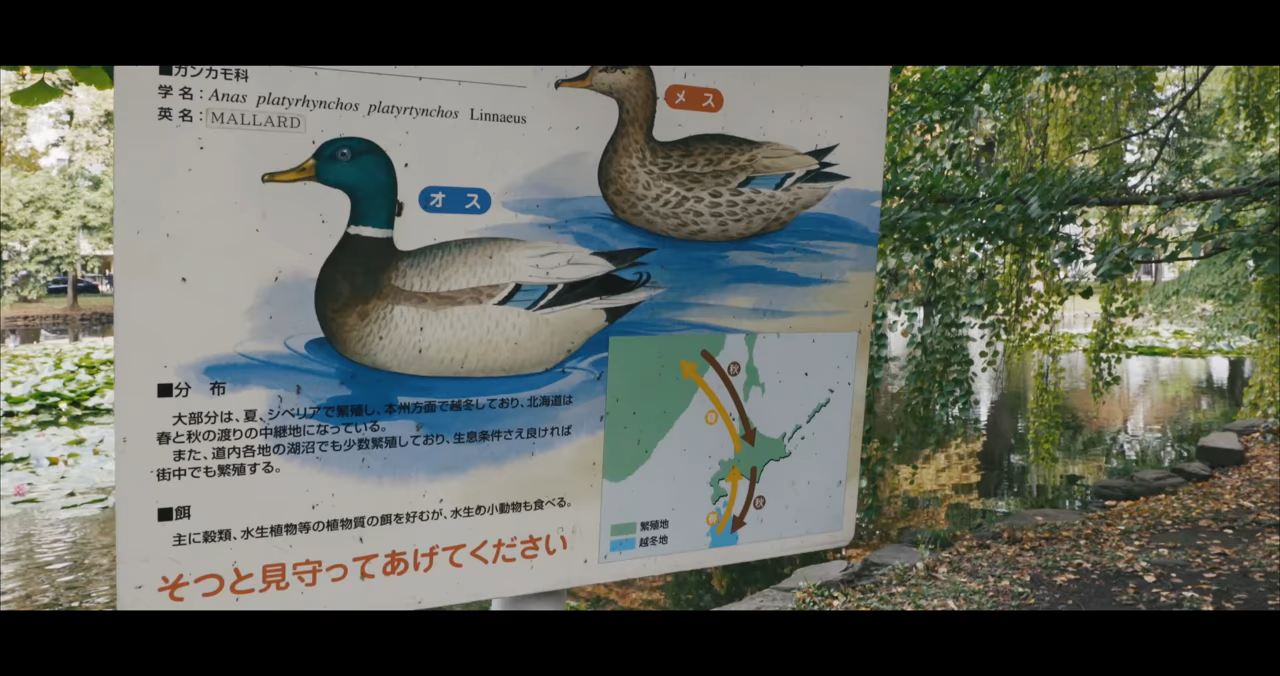 ■ガンカモ科
学 名：Anas platyrhynchos platyrtynchos Linnaeus
英 名：MALLARD
メ ス
オ ス
■分 布
大部分は、夏、シベリアで繁殖し、本州方面で越冬しており、北海道は
春と秋の渡りの中継地になっている。
また、道内各地の湖沼でも少数繁殖しており、生息条件さえ良ければ
街中でも繁殖する。
■餌
主に穀類、水生植物等の植物質の餌を好むが、水生の小動物も食べる。
そつと見守ってあげてください
秋
秋
繁殖地
越冬地